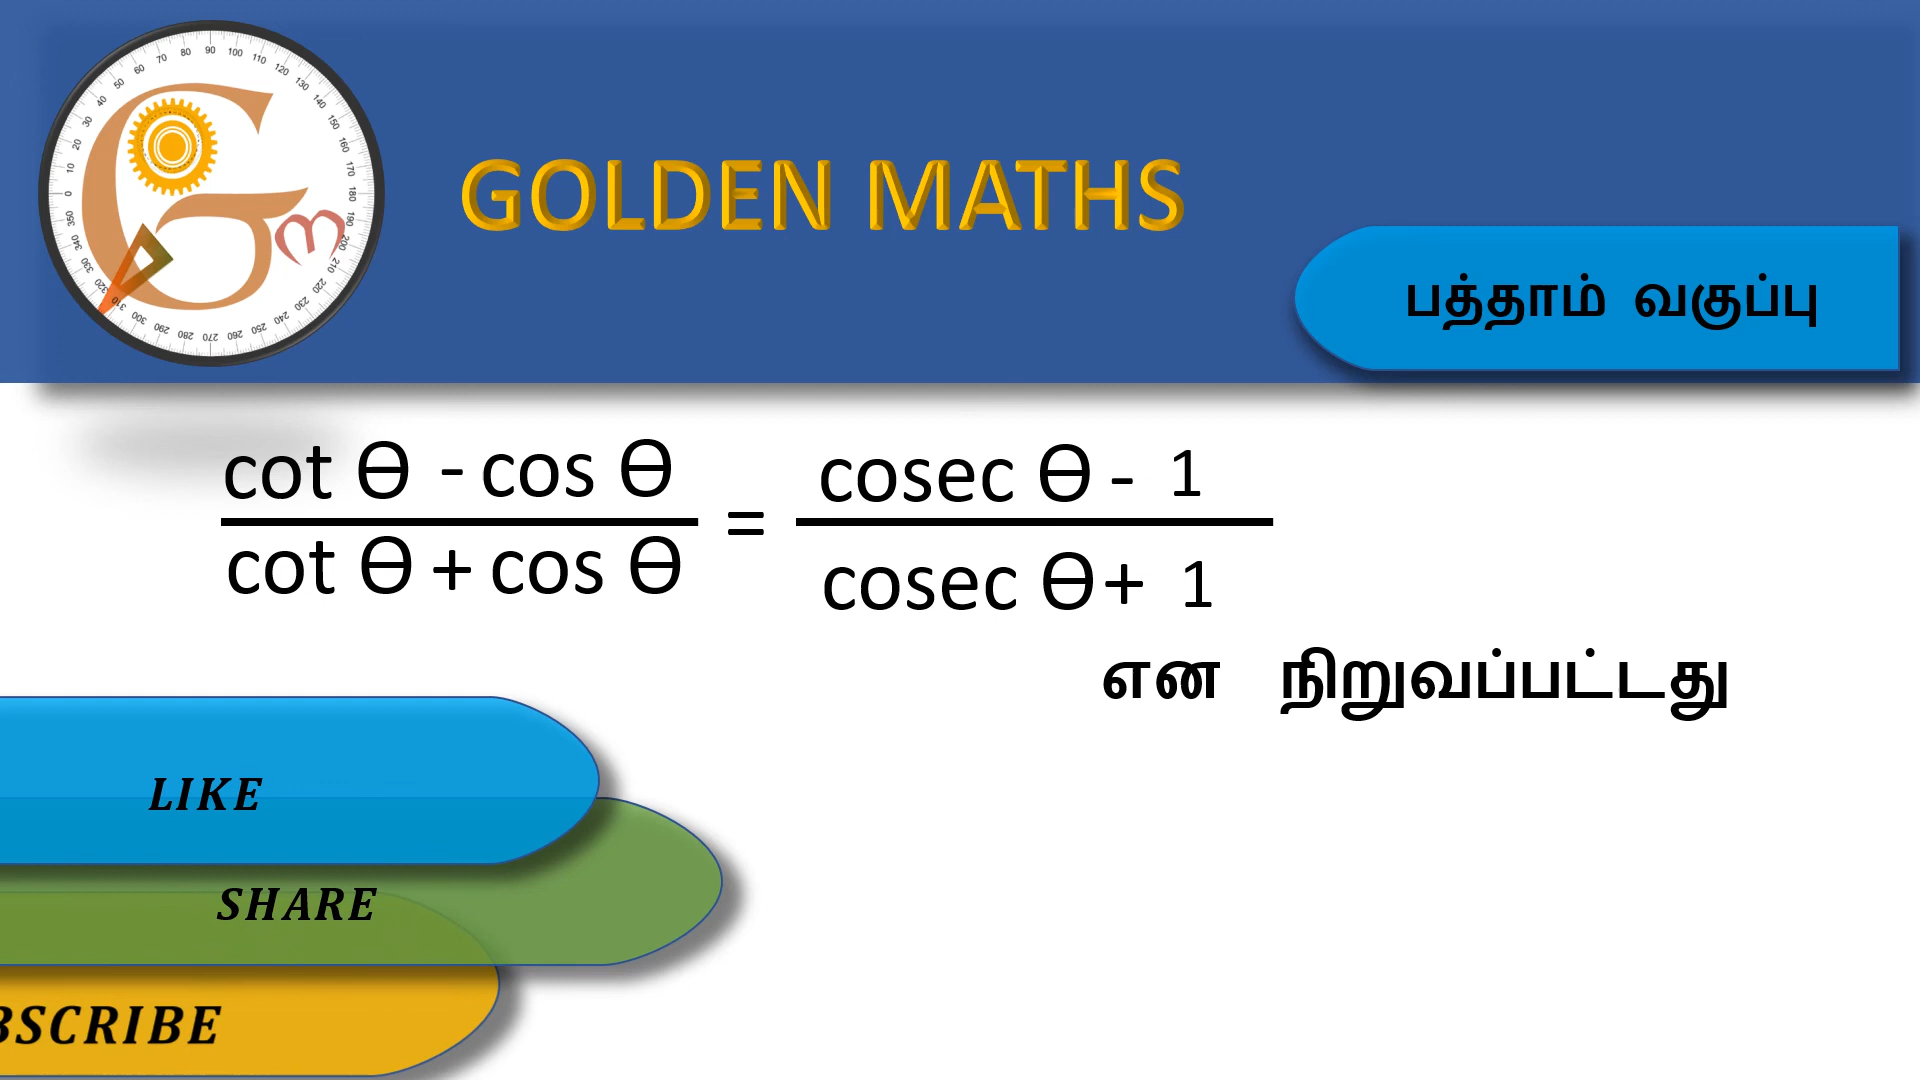 GOLDEN MATHS
பத்தாம் வகுப்பு
cot Ө - cos Ө
cot Ө + cos Ө
=
cosec Ө - 1
cosec Ө + 1
என நிறுவப்பட்டது
LIKE
SHARE
BSCRIBE